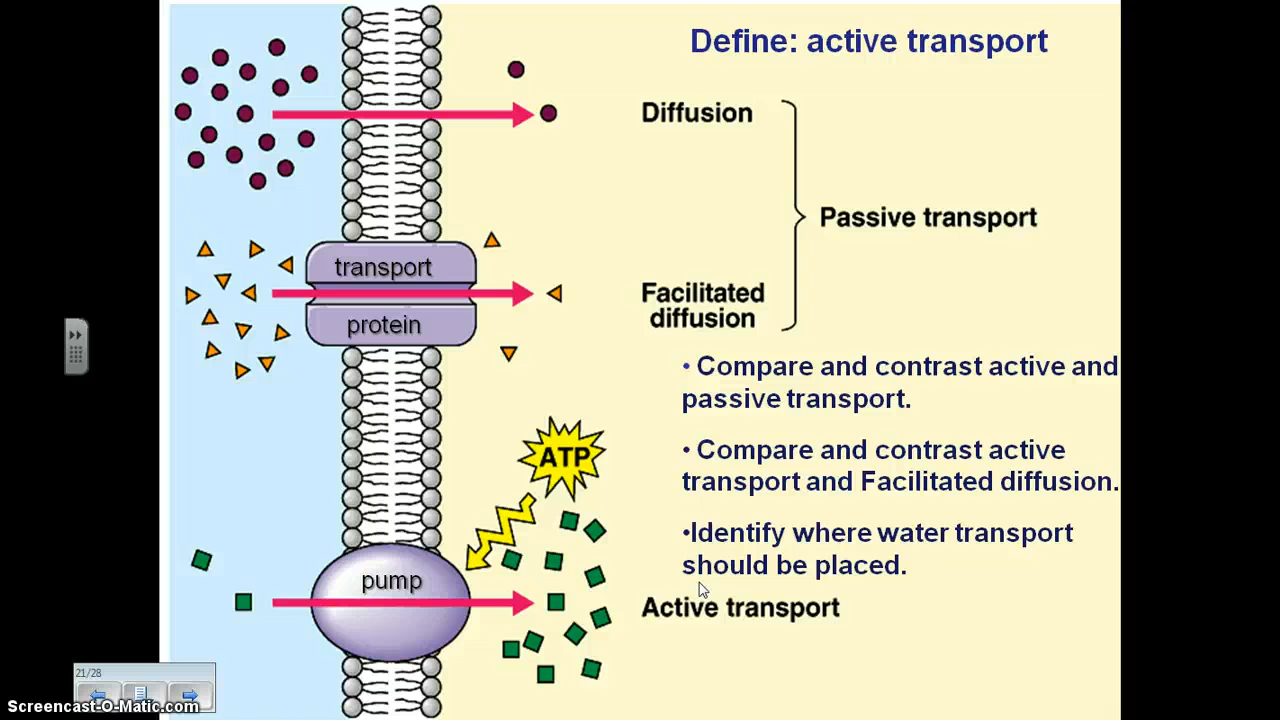 Define: active transport
Diffusion
Passive transport
transport
protein
Facilitated
diffusion
• Compare and contrast active and
passive transport.
• Compare and contrast active
transport and Facilitated diffusion.
•Identify where water transport
should be placed.
ATP
pump
Active transport
21/28
Screencast-O-Matic.com